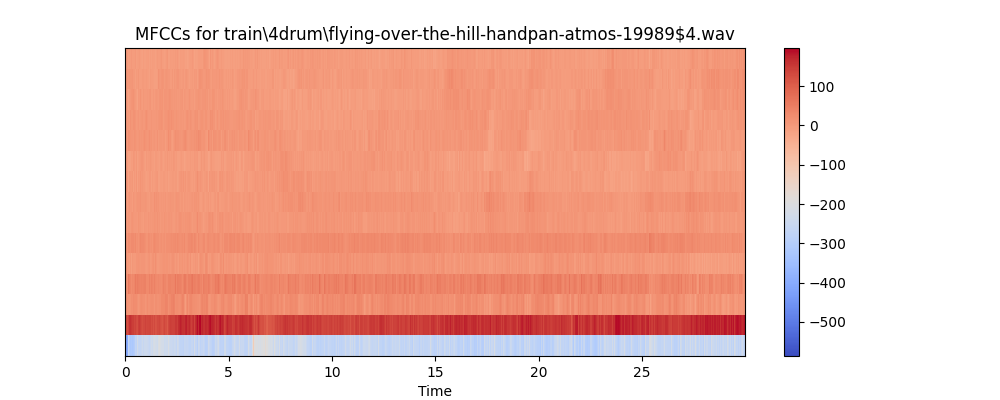 MFCCs for train\4drum\flying-over-the-hill-handpan-atmos-19989$4.wav
100
0
−100
−200
−300
−400
−500
0 5 10 15 20 25
Time